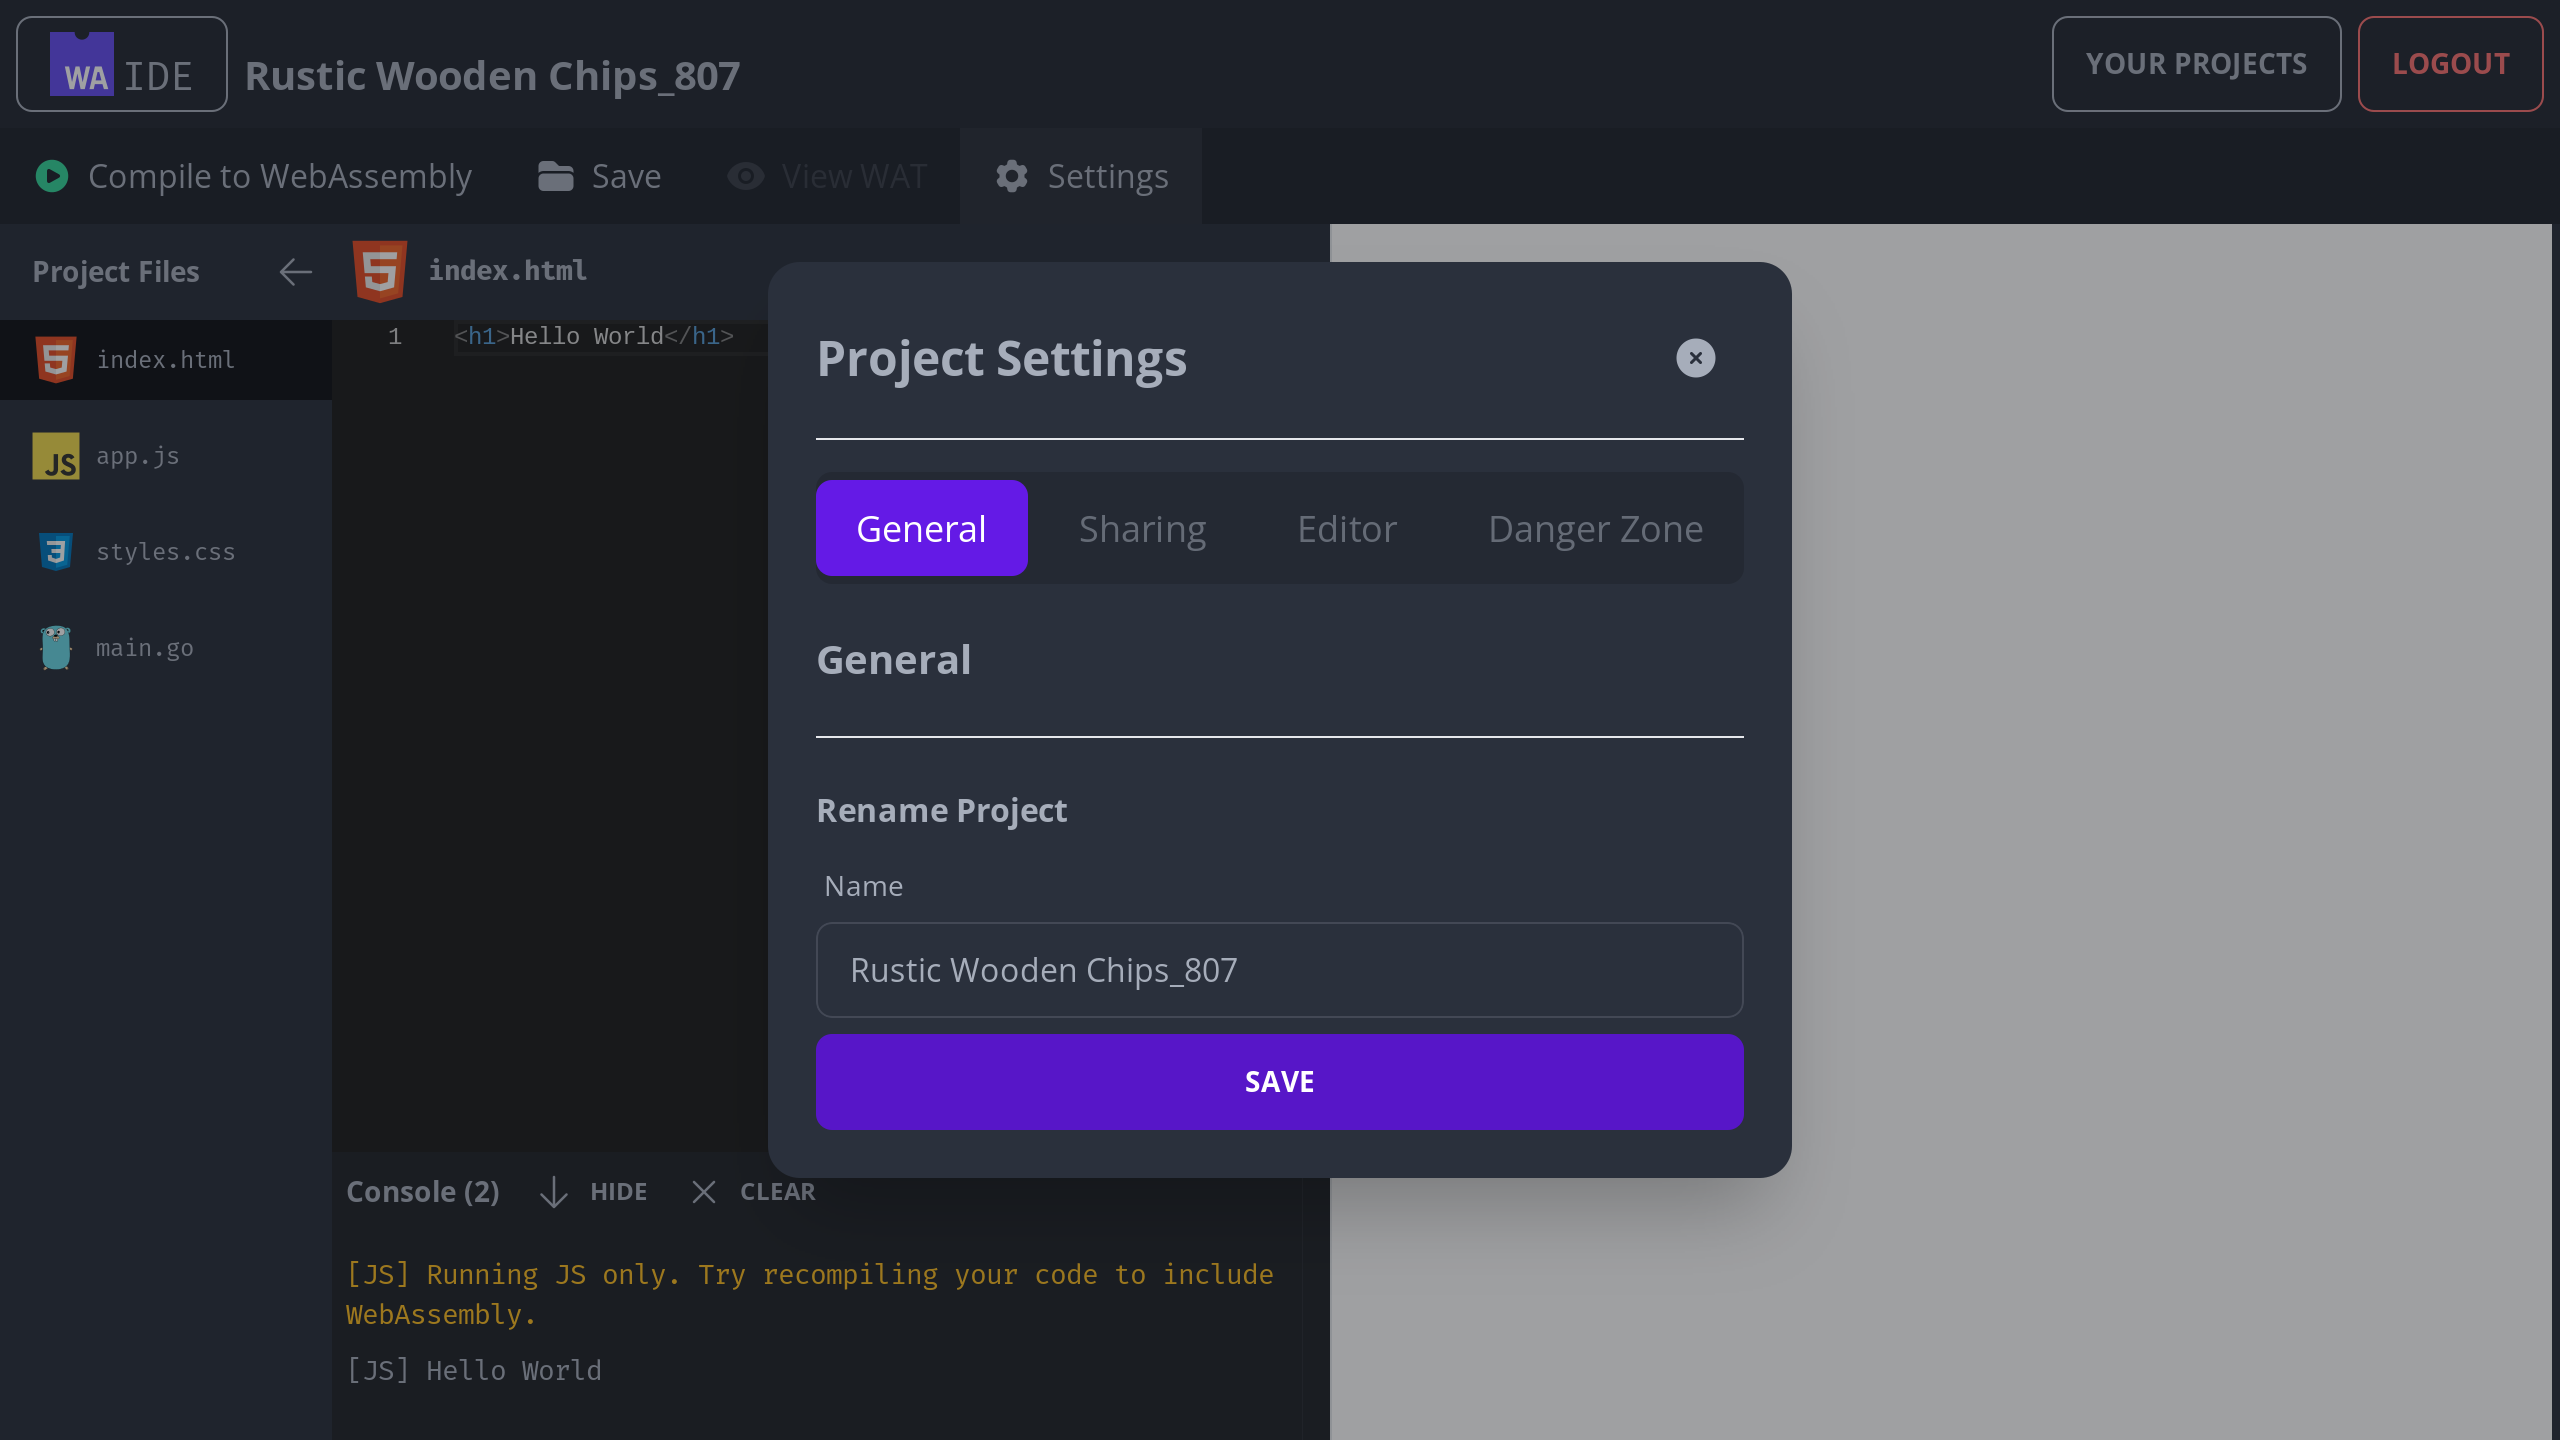 WA IDE
Rustic Wooden Chips_807
YOUR PROJECTS
LOGOUT
Compile to WebAssembly
Save
View WAT
Settings
Project Files
index.html
app.js
styles.css
main.go
index.html
1
<h1>Hello World</h1>
Project Settings
General
Sharing
Editor
Danger Zone
General
Rename Project
Name
Rustic Wooden Chips_807
SAVE
Console (2)
HIDE
CLEAR
[JS] Running JS only. Try recompiling your code to include
WebAssembly.
[JS] Hello World